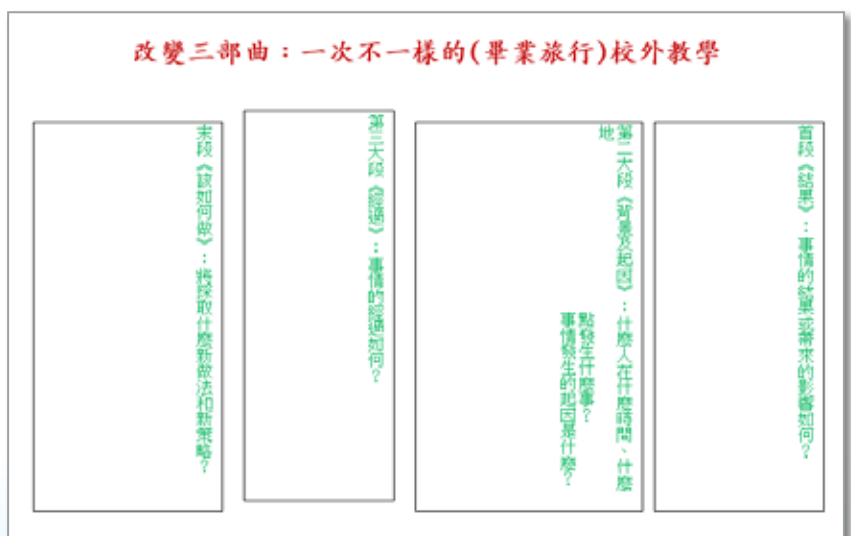 改變三部曲：一次不一樣的(畢業旅行)校外教學
首段《結果》：事情的結果或帶來的影響如何？
第二大段《背景及起因》：什麼人在什麼時間、什麼
地
點發生什麼事？
事情發生的起因是什麼？
第三大段《經過》：事情的經過如何？
末段《該如何做》：將採取什麼新做法和新策略？